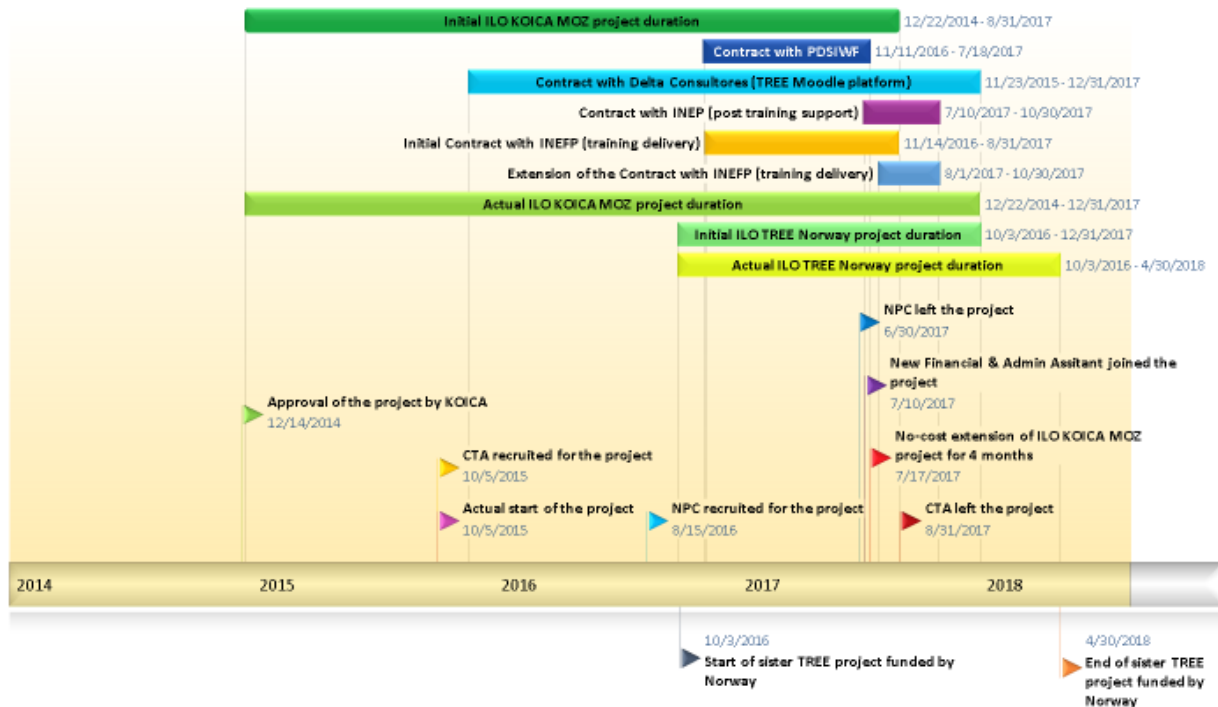 Initial ILO KOICA MOZ project duration 12/22/2014 - 8/31/2017
Contract with PDSIWF 11/11/2016 - 7/18/2017
Contract with Delta Consultores (TREE Moodle platform) 11/23/2015 - 12/31/2017
Contract with INEP (post training support) 7/10/2017 - 10/30/2017
Initial Contract with INEFP (training delivery) 11/14/2016 - 8/31/2017
Extension of the Contract with INEFP (training delivery) 8/1/2017 - 10/30/2017
Actual ILO KOICA MOZ project duration 12/22/2014 - 12/31/2017
Initial ILO TREE Norway project duration 10/3/2016 - 12/31/2017
Actual ILO TREE Norway project duration 10/3/2016 - 4/30/2018
NPC left the project
6/30/2017
New Financial & Admin Assitant joined the
project
7/10/2017
Approval of the project by KOICA
12/14/2014
No-cost extension of ILO KOICA MOZ
project for 4 months
7/17/2017
CTA recruited for the project
10/5/2015
Actual start of the project
10/5/2015
NPC recruited for the project
8/15/2016
CTA left the project
8/31/2017
2014 2015 2016 2017 2018
10/3/2016
Start of sister TREE project funded by
Norway
4/30/2018
End of sister TREE
project funded by
Norway